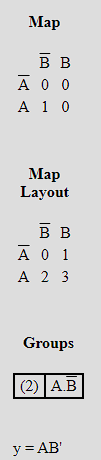 Map
B̅ B
A̅ 0 0
A 1 0
Map
Layout
B̅ B
A̅ 0 1
A 2 3
Groups
(2) A.B̅
y = AB'